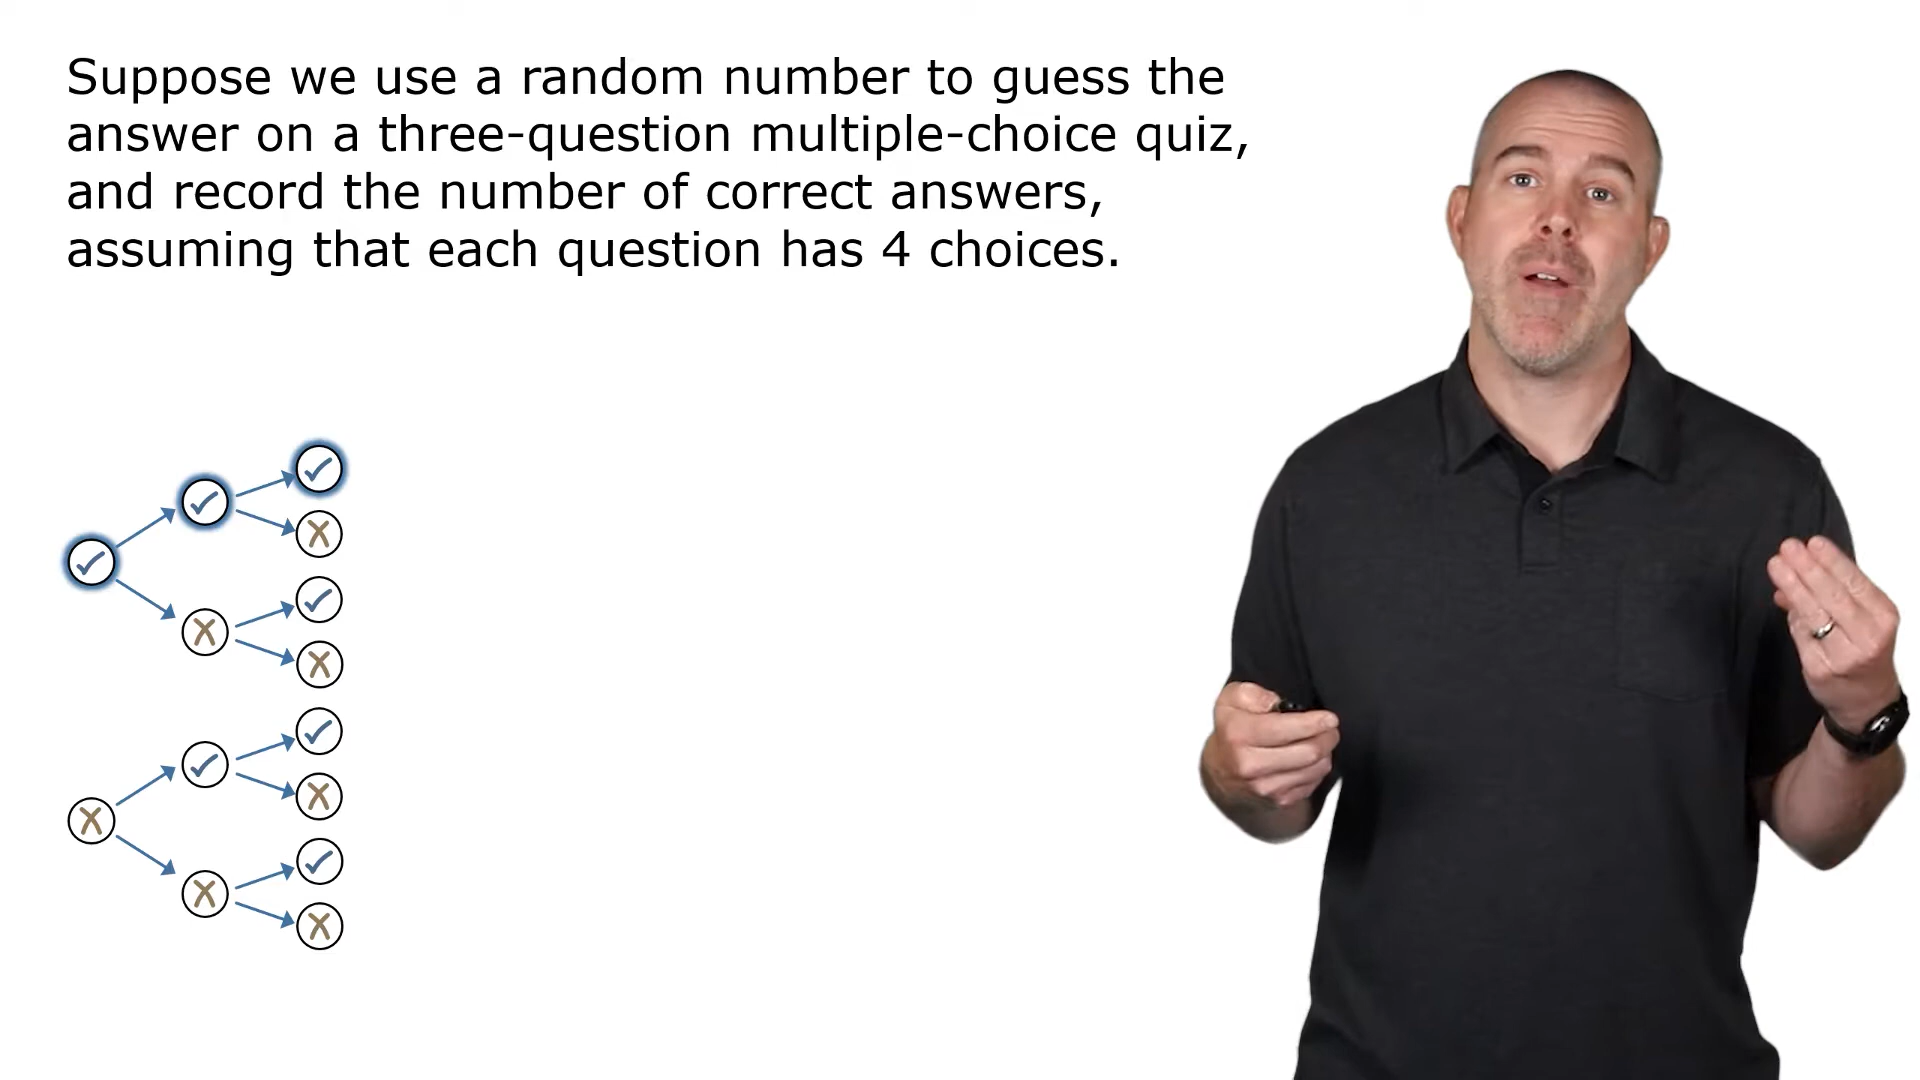 Suppose we use a random number to guess the
answer on a three-question multiple-choice quiz,
and record the number of correct answers,
assuming that each question has 4 choices.